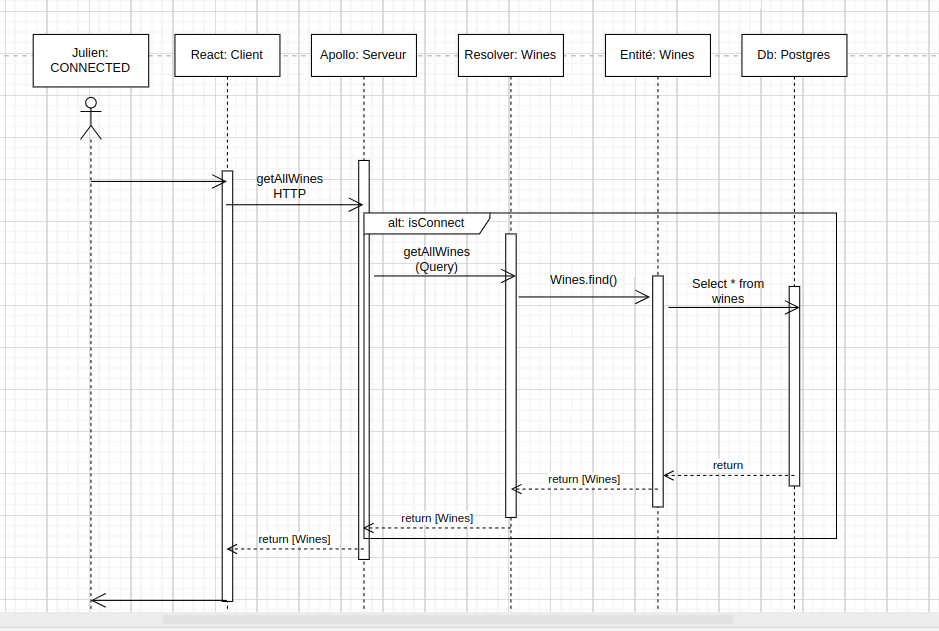 Julien:
CONNECTED
React: Client
Apollo: Serveur
Resolver: Wines
Entité: Wines
Db: Postgres
getAllWines
HTTP
alt: isConnect
getAllWines
(Query)
Wines.find()
Select * from
wines
return
return [Wines]
return [Wines]
return [Wines]